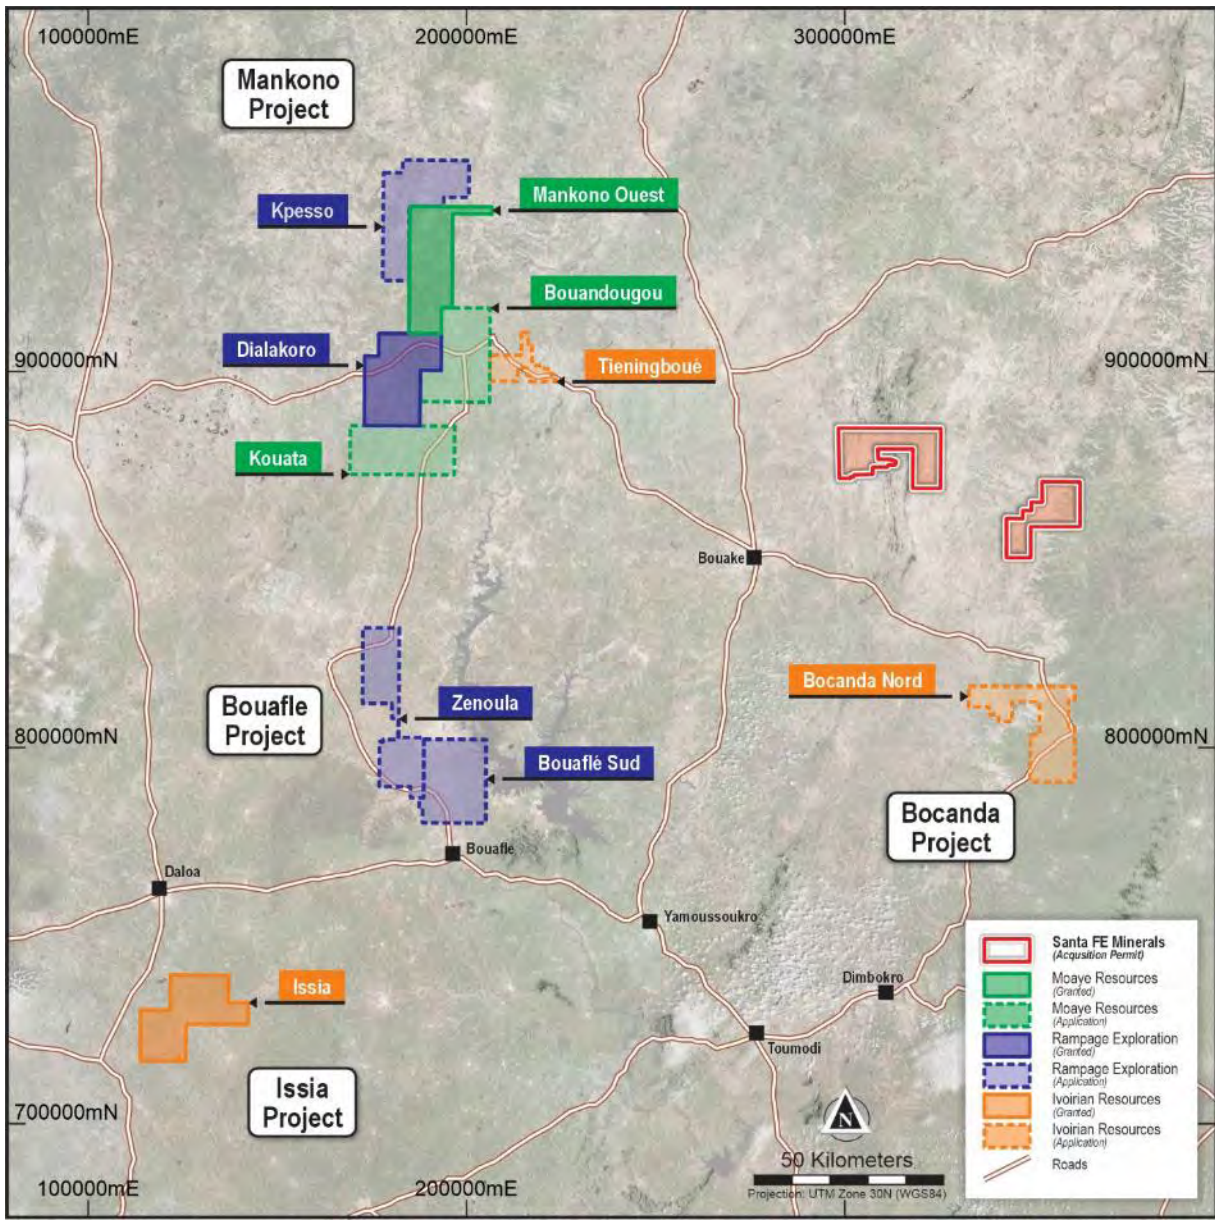 100000mE
200000mE
300000mE
Mankono
Project
Mankono Ouest
Kpesso
Bouandougou
Dialakoro
900000mN
Tieningboué
900000mN
Kouata
Bouake
Bocanda Nord
Zenoula
Bouafle
Project
800000mN
800000mN
Bouaflé Sud
Bocanda
Project
Bouaflé
Daloa
Yamoussoukro
Issia
Dimbokro
Toumodi
Issia
Project
700000mN
N
50 Kilometers
Projection: UTM Zone 30N (WGS84)
100000mE
200000mE
Santa FE Minerals
(Acqusition Permit)
Moaye Resources
(Granted)
Moaye Resources
(Application)
Rampage Exploration
(Granted)
Rampage Exploration
(Application)
Ivoirian Resources
(Granted)
Ivoirian Resources
(Application)
Roads